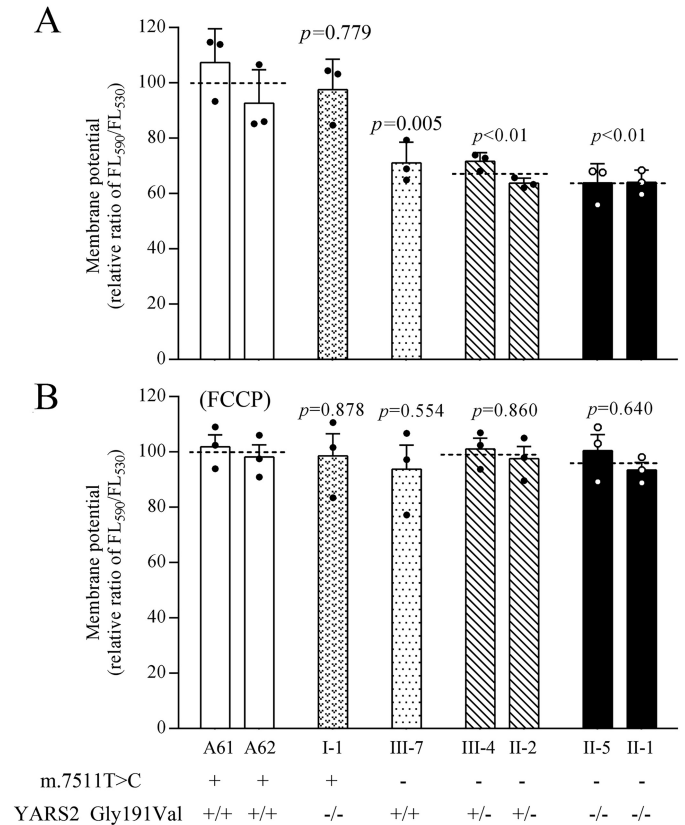 A
Membrane potential
(relative ratio of FL590/FL530)
120
100
80
60
40
20
0
p=0.779
p=0.005
p<0.01
p<0.01
B
Membrane potential
(relative ratio of FL590/FL530)
120
100
80
60
40
20
0
(FCCP)
p=0.878
p=0.554
p=0.860
p=0.640
A61 A62 I-1 III-7 III-4 II-2 II-5 II-1
m.7511T>C + + + - - - - -
YARS2 Gly191Val +/+ +/+ -/- +/+ +/- +/- -/- -/-